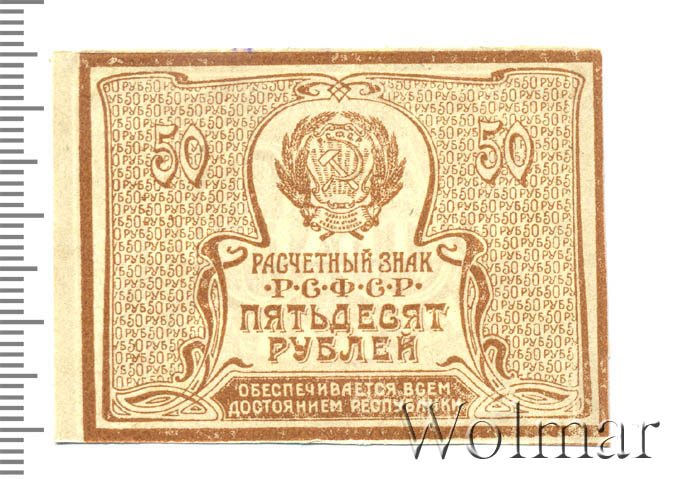 50 50
РАСЧЕТНЫЙ ЗНАК
Р·С·Ф·С·Р·
ПЯТЬДЕСЯТ
РУБЛЕЙ
ОБЕСПЕЧИВАЕТСЯ ВСЕМ
ДОСТОЯНИЕМ РЕСПУБЛИКИ
Wolmar